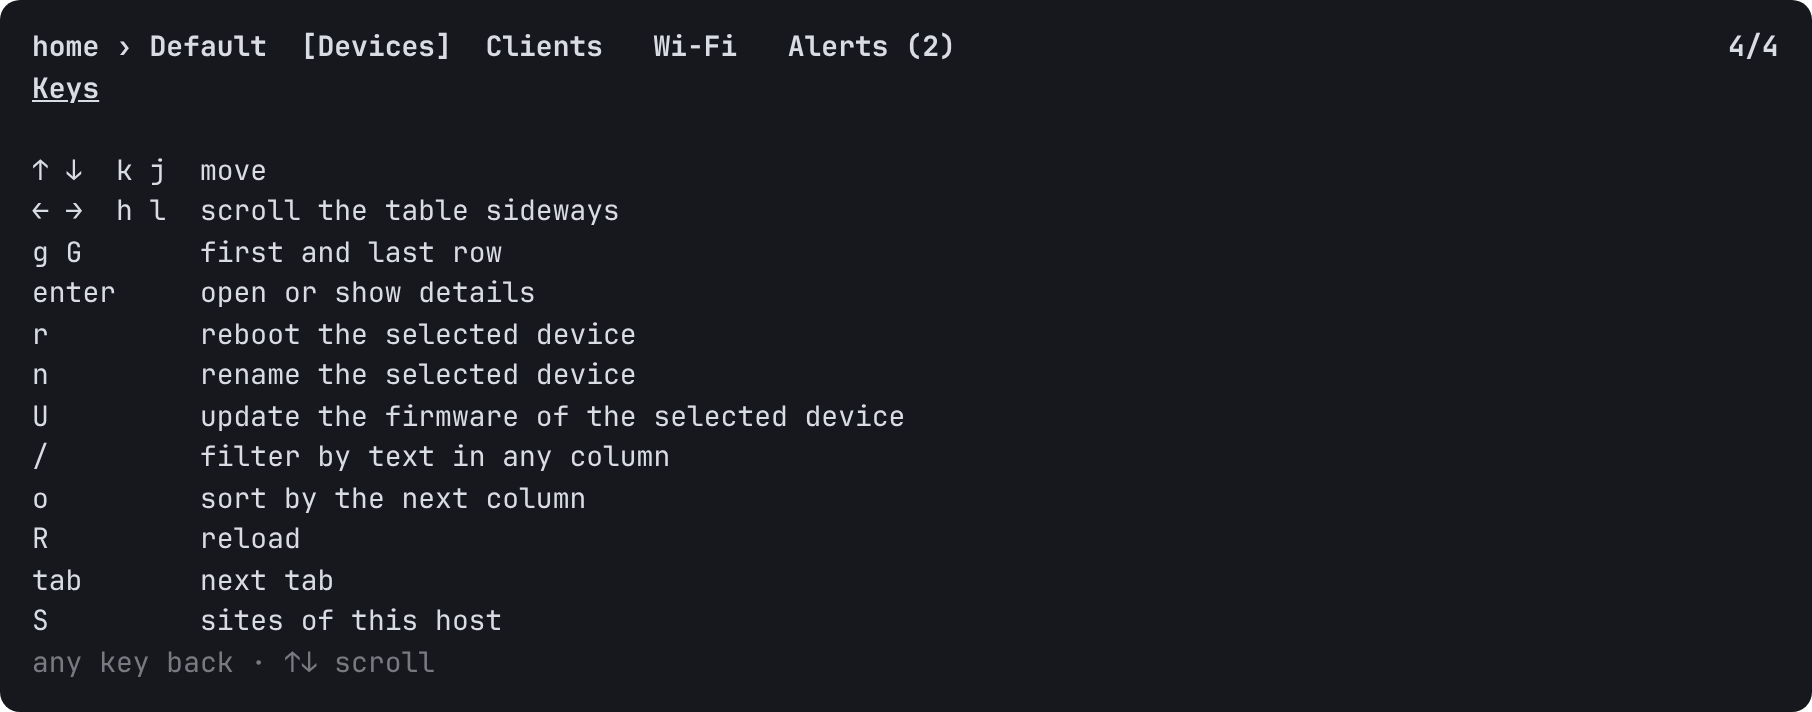 home › Default  [Devices]  Clients   Wi-Fi   Alerts (2)   4/4
Keys
↑ ↓  k j  move
← →  h l  scroll the table sideways
g G       first and last row
enter     open or show details
r         reboot the selected device
n         rename the selected device
U         update the firmware of the selected device
/         filter by text in any column
o         sort by the next column
R         reload
tab       next tab
S         sites of this host
any key back · ↑↓ scroll